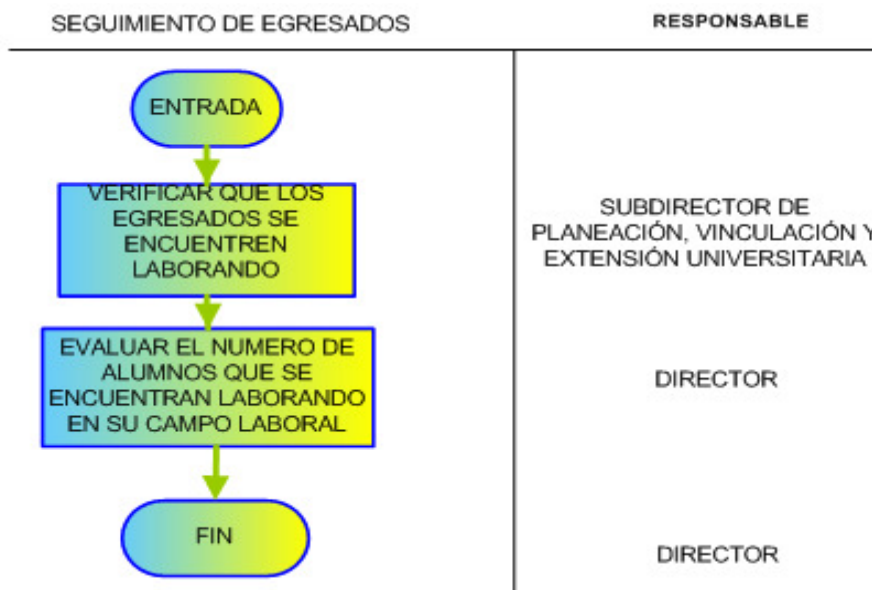 SEGUIMIENTO DE EGRESADOS
RESPONSABLE
ENTRADA
VERIFICAR QUE LOS
EGRESADOS SE
ENCUENTREN
LABORANDO
SUBDIRECTOR DE
PLANEACIÓN, VINCULACIÓN Y
EXTENSIÓN UNIVERSITARIA
EVALUAR EL NUMERO DE
ALUMNOS QUE SE
ENCUENTRAN LABORANDO
EN SU CAMPO LABORAL
DIRECTOR
FIN
DIRECTOR